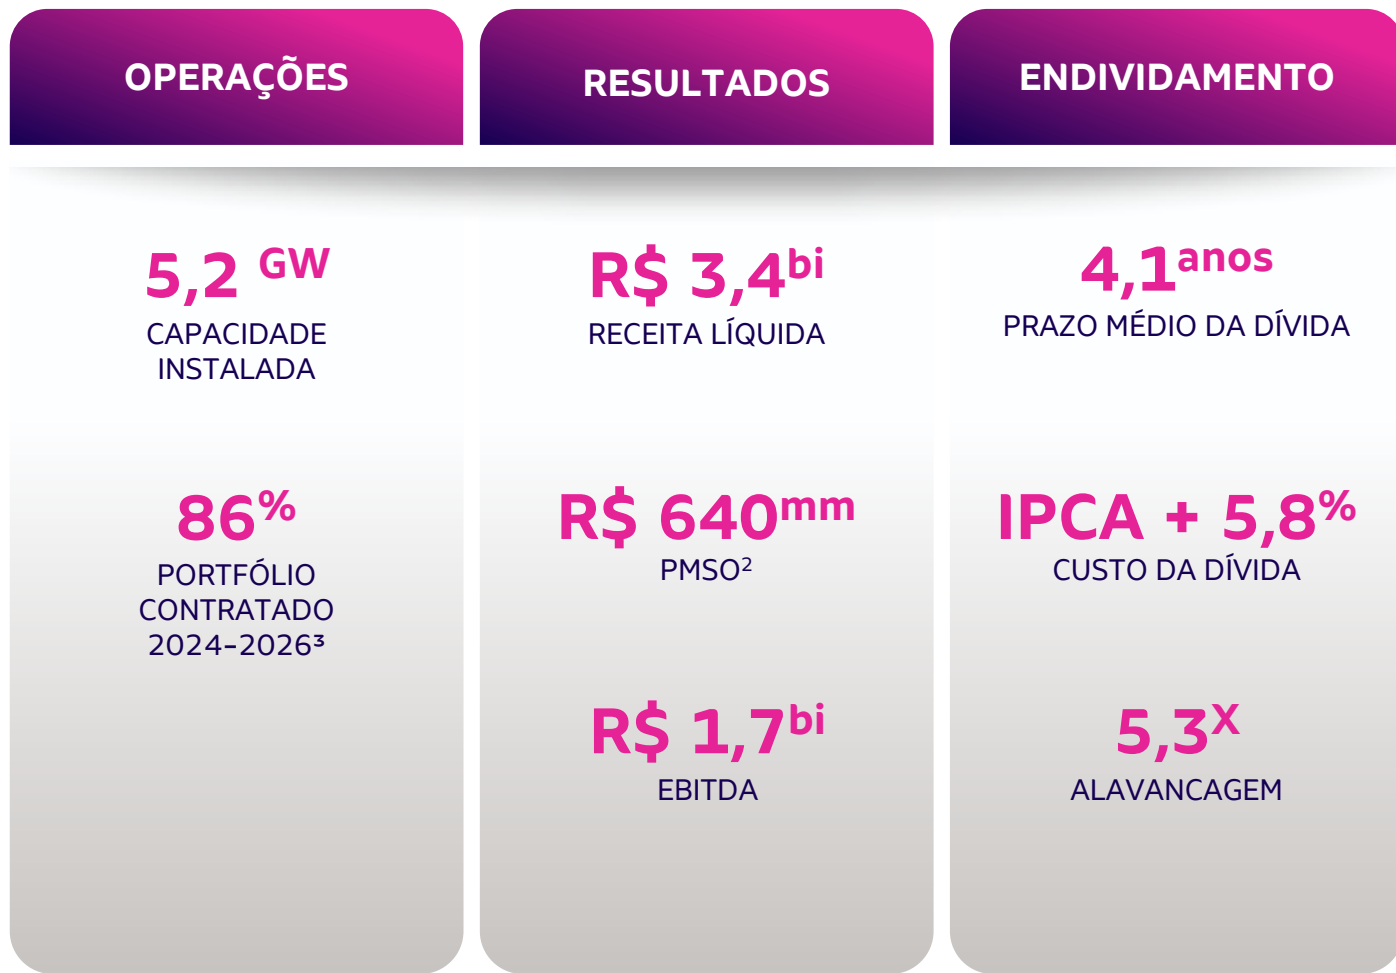 OPERAÇÕES
5,2 GW
CAPACIDADE
INSTALADA
86%
PORTFÓLIO
CONTRATADO
2024-2026³
RESULTADOS
R$ 3,4bi
RECEITA LÍQUIDA
R$ 640mm
PMSO²
R$ 1,7bi
EBITDA
ENDIVIDAMENTO
4,1anos
PRAZO MÉDIO DA DÍVIDA
IPCA + 5,8%
CUSTO DA DÍVIDA
5,3X
ALAVANCAGEM